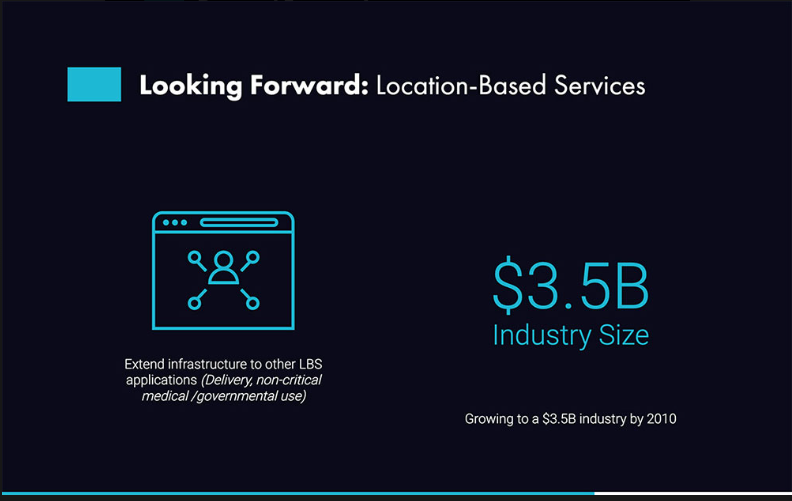 Looking Forward: Location-Based Services
Extend infrastructure to other LBS
applications (Delivery, non-critical
medical /governmental use)
$3.5B
Industry Size
Growing to a $3.5B industry by 2010